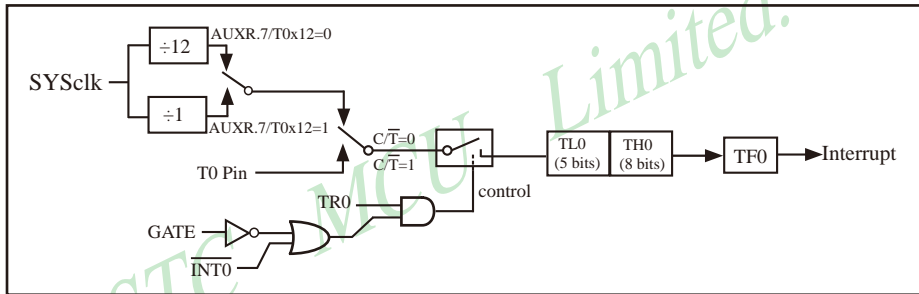 ÷12
AUXR.7/T0x12=0
SYSclk
÷1
AUXR.7/T0x12=1
C/T̅=0
C/T̅=1
T0 Pin
TL0
(5 bits)
TH0
(8 bits)
TF0
Interrupt
control
TR0
GATE
I̅N̅T̅0̅
STC MCU Limited.